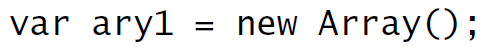 var ary1 = new Array();